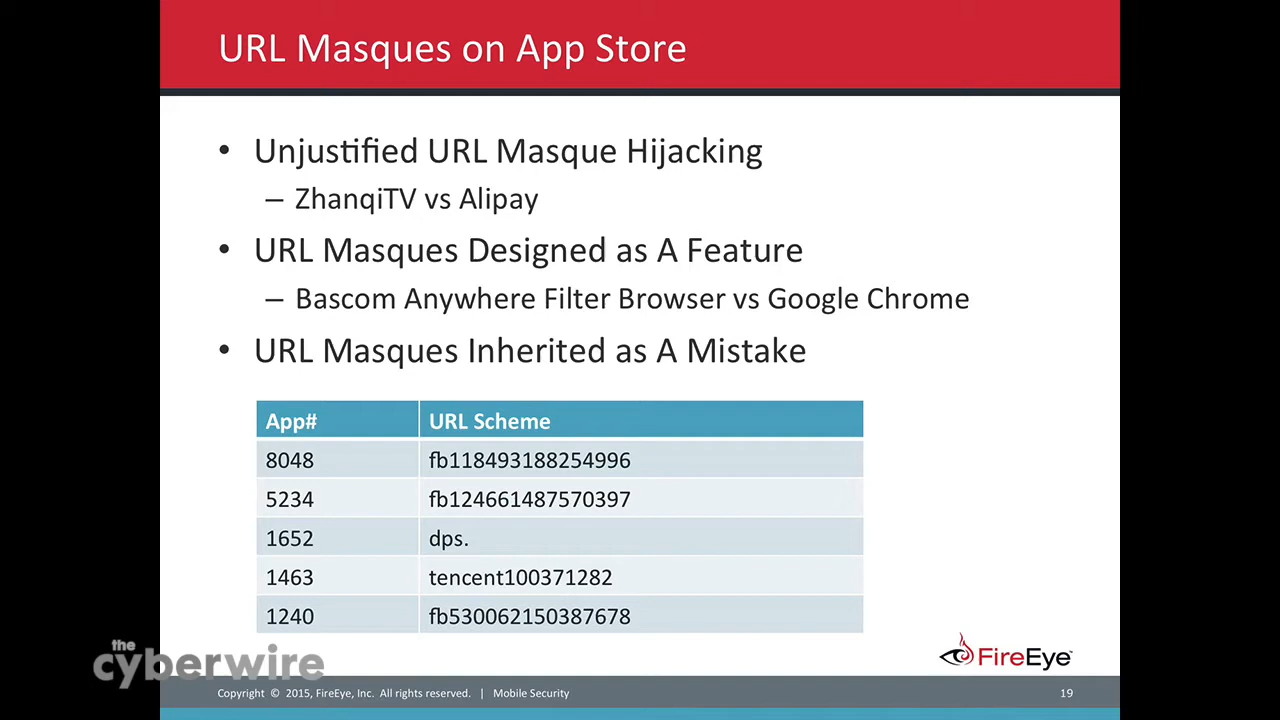 URL Masques on App Store
• Unjustified URL Masque Hijacking
– ZhanqiTV vs Alipay
• URL Masques Designed as A Feature
– Bascom Anywhere Filter Browser vs Google Chrome
• URL Masques Inherited as A Mistake
App# URL Scheme
8048 fb118493188254996
5234 fb124661487570397
1652 dps.
1463 tencent100371282
1240 fb530062150387678
the
cyberwire
FireEye™
Copyright © 2015, FireEye, Inc. All rights reserved. | Mobile Security 19